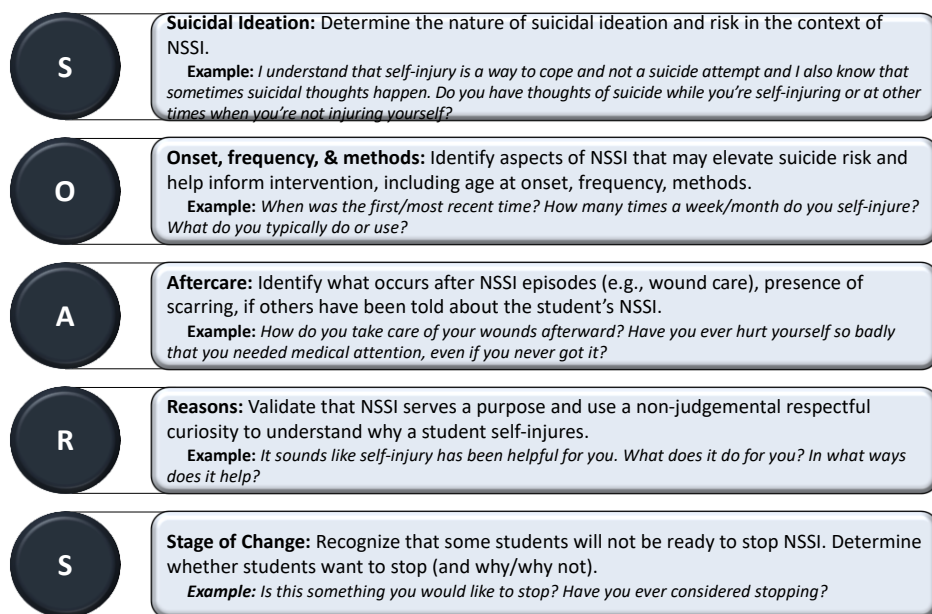 S
Suicidal Ideation: Determine the nature of suicidal ideation and risk in the context of
NSSI.
Example: I understand that self-injury is a way to cope and not a suicide attempt and I also know that
sometimes suicidal thoughts happen. Do you have thoughts of suicide while you’re self-injuring or at other
times when you’re not injuring yourself?
O
Onset, frequency, & methods: Identify aspects of NSSI that may elevate suicide risk and
help inform intervention, including age at onset, frequency, methods.
Example: When was the first/most recent time? How many times a week/month do you self-injure?
What do you typically do or use?
A
Aftercare: Identify what occurs after NSSI episodes (e.g., wound care), presence of
scarring, if others have been told about the student’s NSSI.
Example: How do you take care of your wounds afterward? Have you ever hurt yourself so badly
that you needed medical attention, even if you never got it?
R
Reasons: Validate that NSSI serves a purpose and use a non-judgemental respectful
curiosity to understand why a student self-injures.
Example: It sounds like self-injury has been helpful for you. What does it do for you? In what ways
does it help?
S
Stage of Change: Recognize that some students will not be ready to stop NSSI. Determine
whether students want to stop (and why/why not).
Example: Is this something you would like to stop? Have you ever considered stopping?